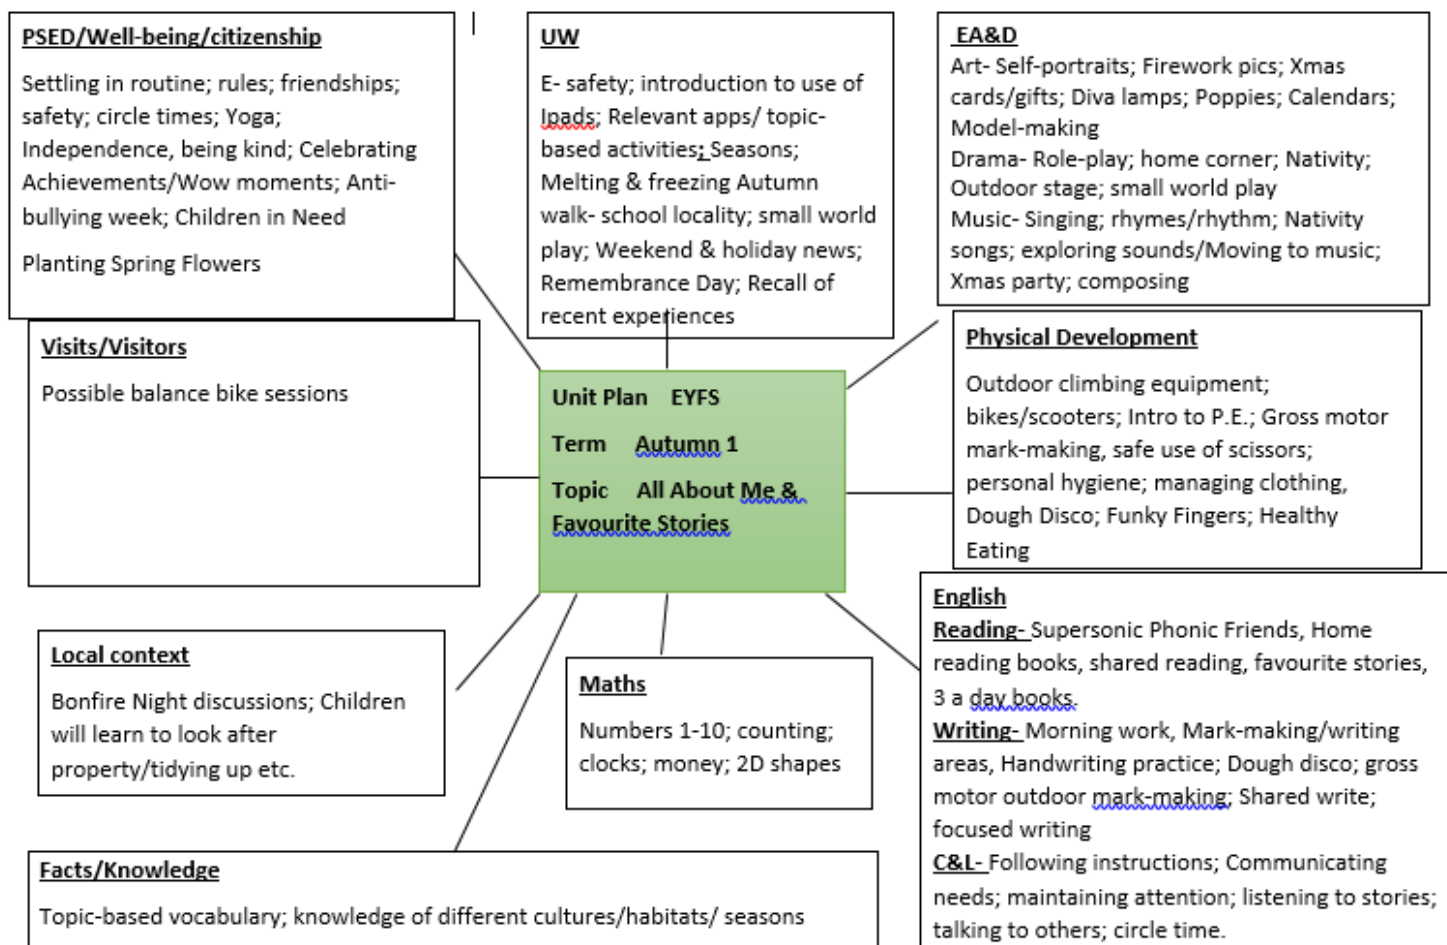 PSED/Well-being/citizenship
Settling in routine; rules; friendships;
safety; circle times; Yoga;
Independence, being kind; Celebrating
Achievements/Wow moments; Anti-
bullying week; Children in Need
Planting Spring Flowers
UW
E- safety; introduction to use of
Ipads; Relevant apps/ topic-
based activities; Seasons;
Melting & freezing Autumn
walk- school locality; small world
play; Weekend & holiday news;
Remembrance Day; Recall of
recent experiences
EA&D
Art- Self-portraits; Firework pics; Xmas
cards/gifts; Diva lamps; Poppies; Calendars;
Model-making
Drama- Role-play; home corner; Nativity;
Outdoor stage; small world play
Music- Singing; rhymes/rhythm; Nativity
songs; exploring sounds/Moving to music;
Xmas party; composing
Visits/Visitors
Possible balance bike sessions
Unit Plan EYFS
Term Autumn 1
Topic All About Me &
Favourite Stories
Physical Development
Outdoor climbing equipment;
bikes/scooters; Intro to P.E.; Gross motor
mark-making, safe use of scissors;
personal hygiene; managing clothing,
Dough Disco; Funky Fingers; Healthy
Eating
Local context
Bonfire Night discussions; Children
will learn to look after
property/tidying up etc.
Maths
Numbers 1-10; counting;
clocks; money; 2D shapes
English
Reading- Supersonic Phonic Friends, Home
reading books, shared reading, favourite stories,
3 a day books.
Writing- Morning work, Mark-making/writing
areas, Handwriting practice; Dough disco; gross
motor outdoor mark-making; Shared write;
focused writing
C&L- Following instructions; Communicating
needs; maintaining attention; listening to stories;
talking to others; circle time.
Facts/Knowledge
Topic-based vocabulary; knowledge of different cultures/habitats/ seasons